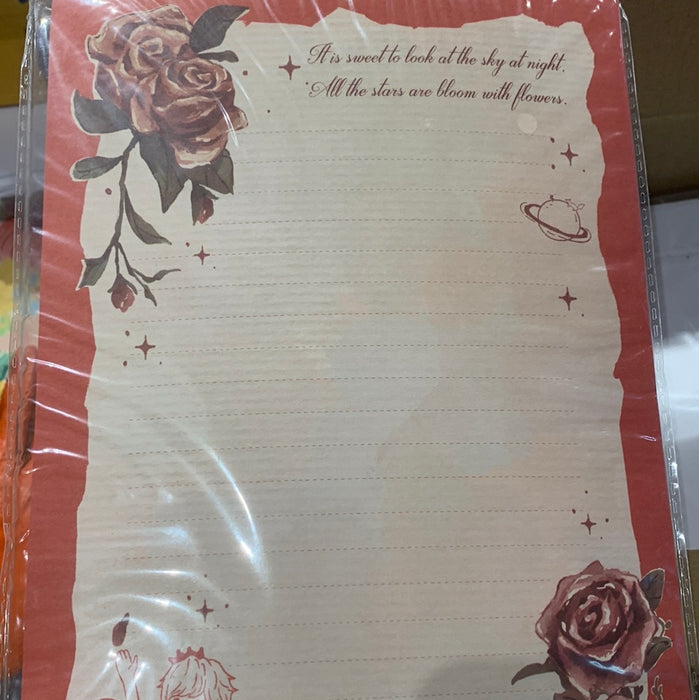 It is sweet to look at the sky at night.
All the stars are bloom with flowers.